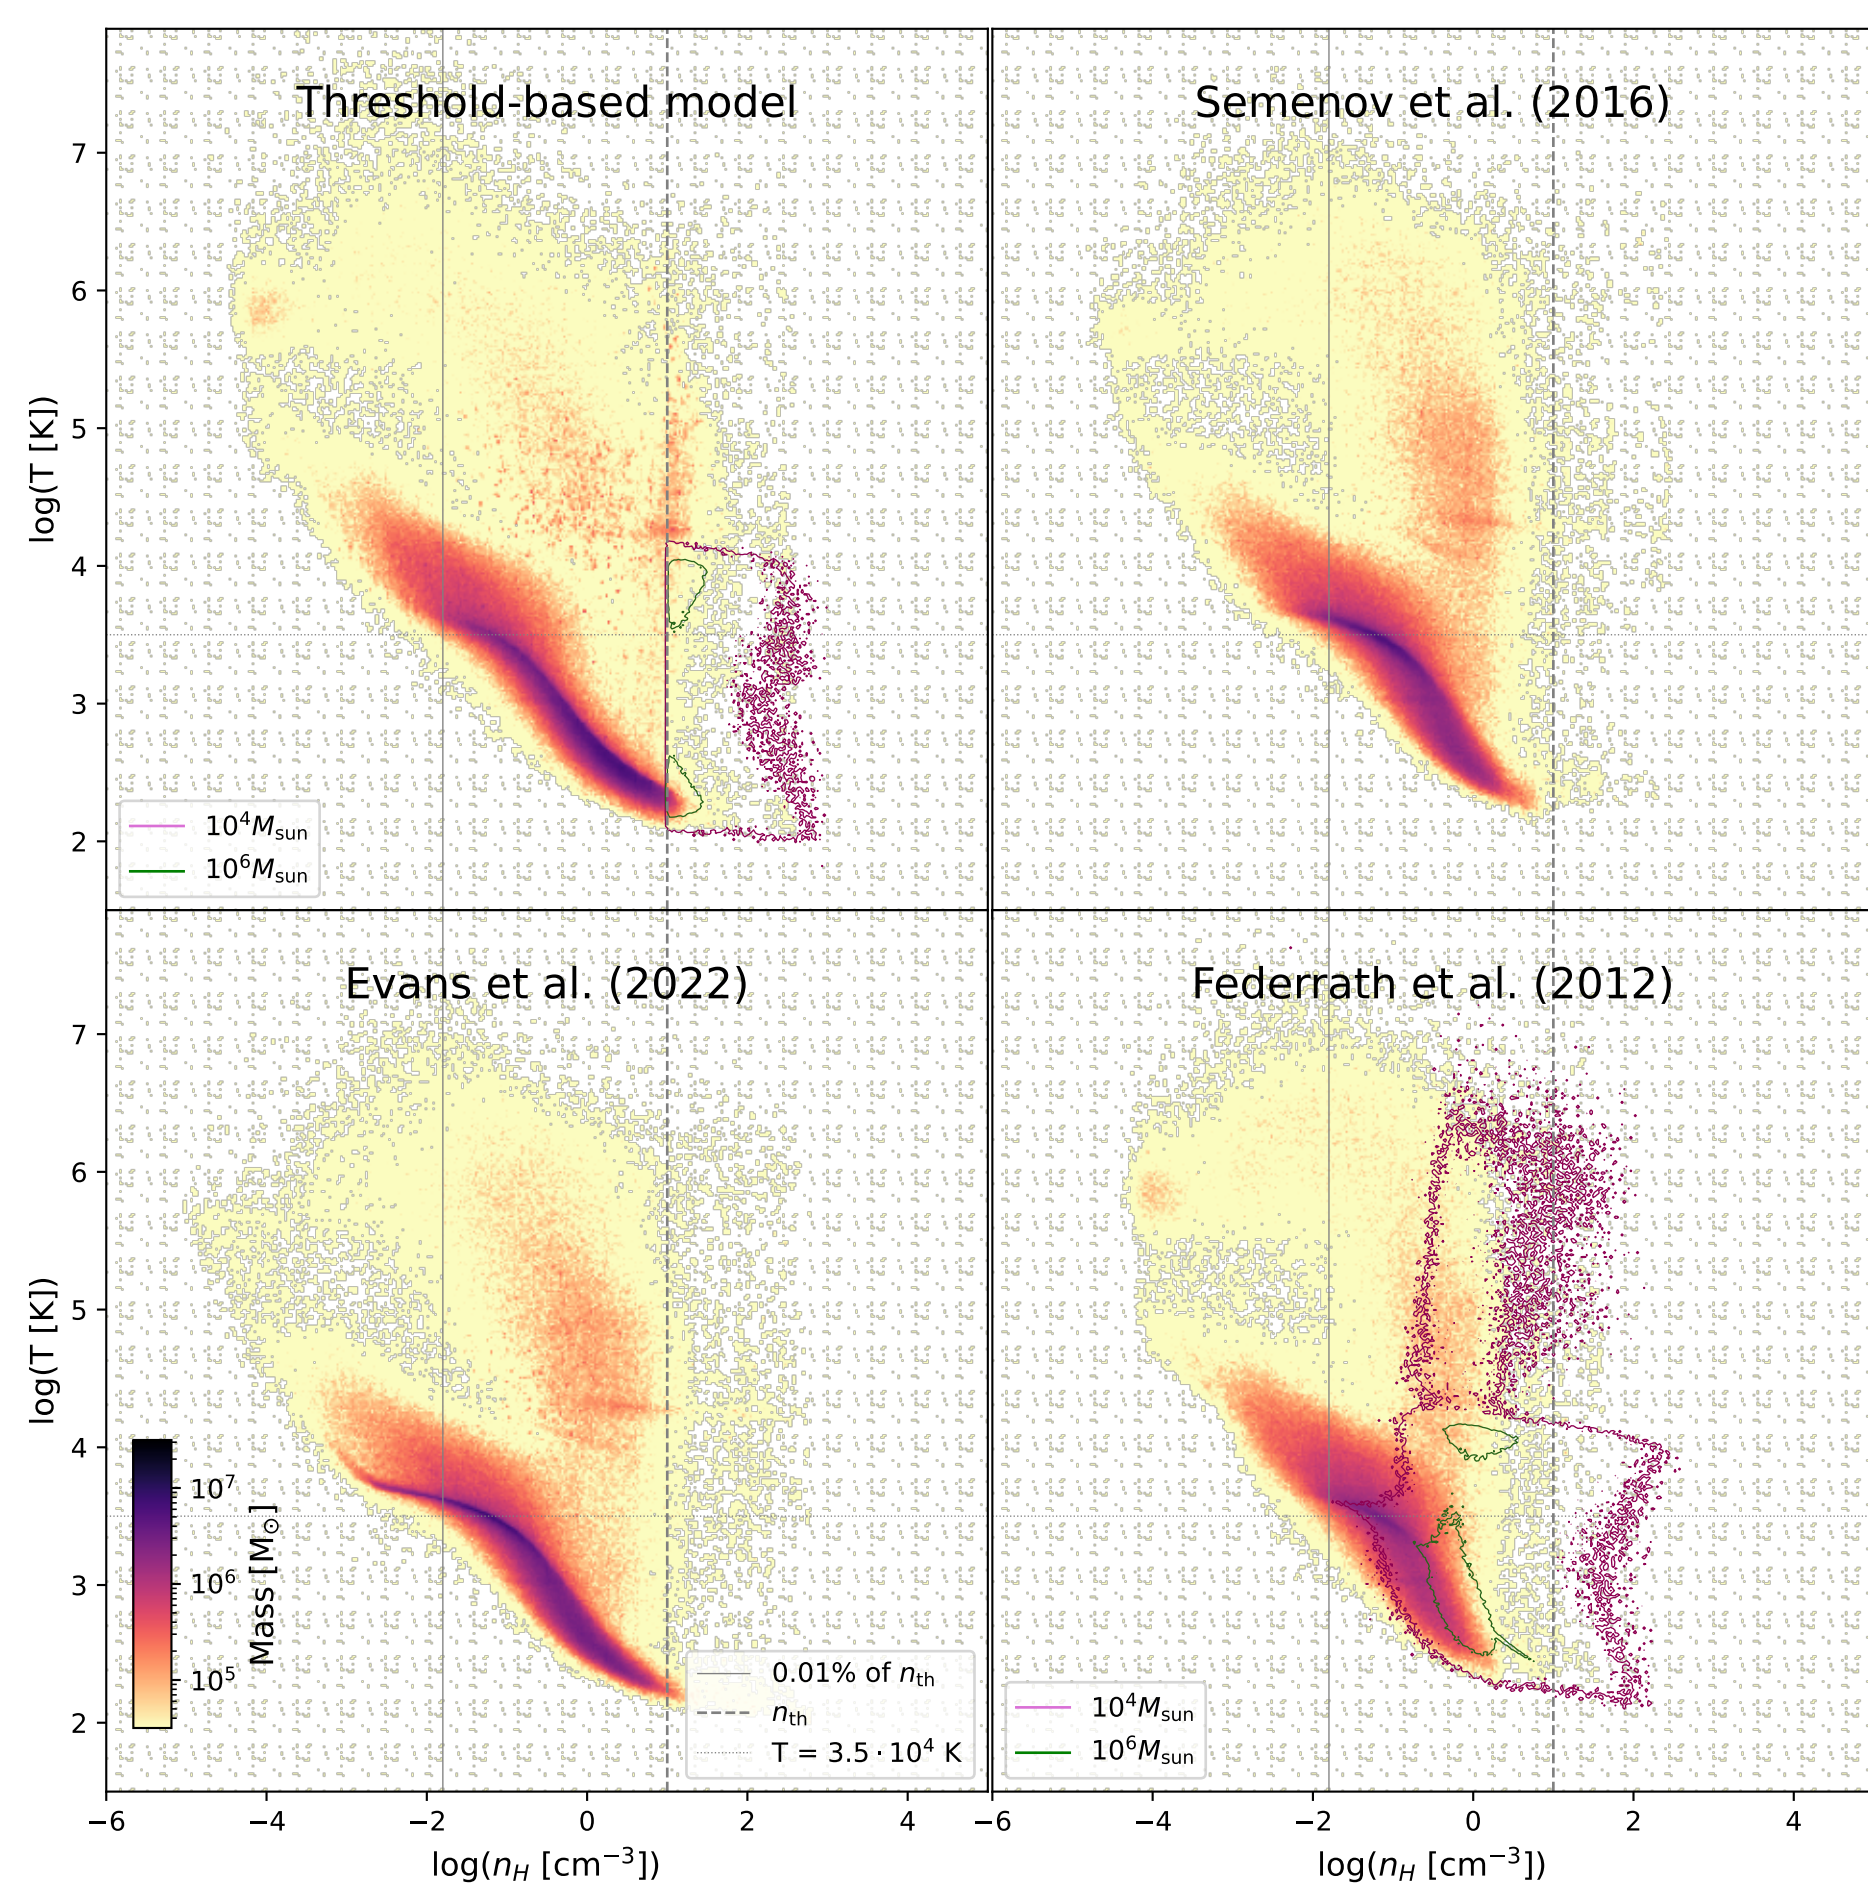 Threshold-based model
Semenov et al. (2016)
7
6
5
4
3
2
log(T [K])
10⁴M_sun
10⁶M_sun
Evans et al. (2022)
Federrath et al. (2012)
7
6
5
4
3
2
log(T [K])
10⁷
10⁶
10⁵
Mass [M⊙]
0.01% of n_th
n_th
T = 3.5 · 10⁴ K
10⁴M_sun
10⁶M_sun
−6 −4 −2 0 2 4
−6 −4 −2 0 2 4
log(n_H [cm⁻³])
log(n_H [cm⁻³])